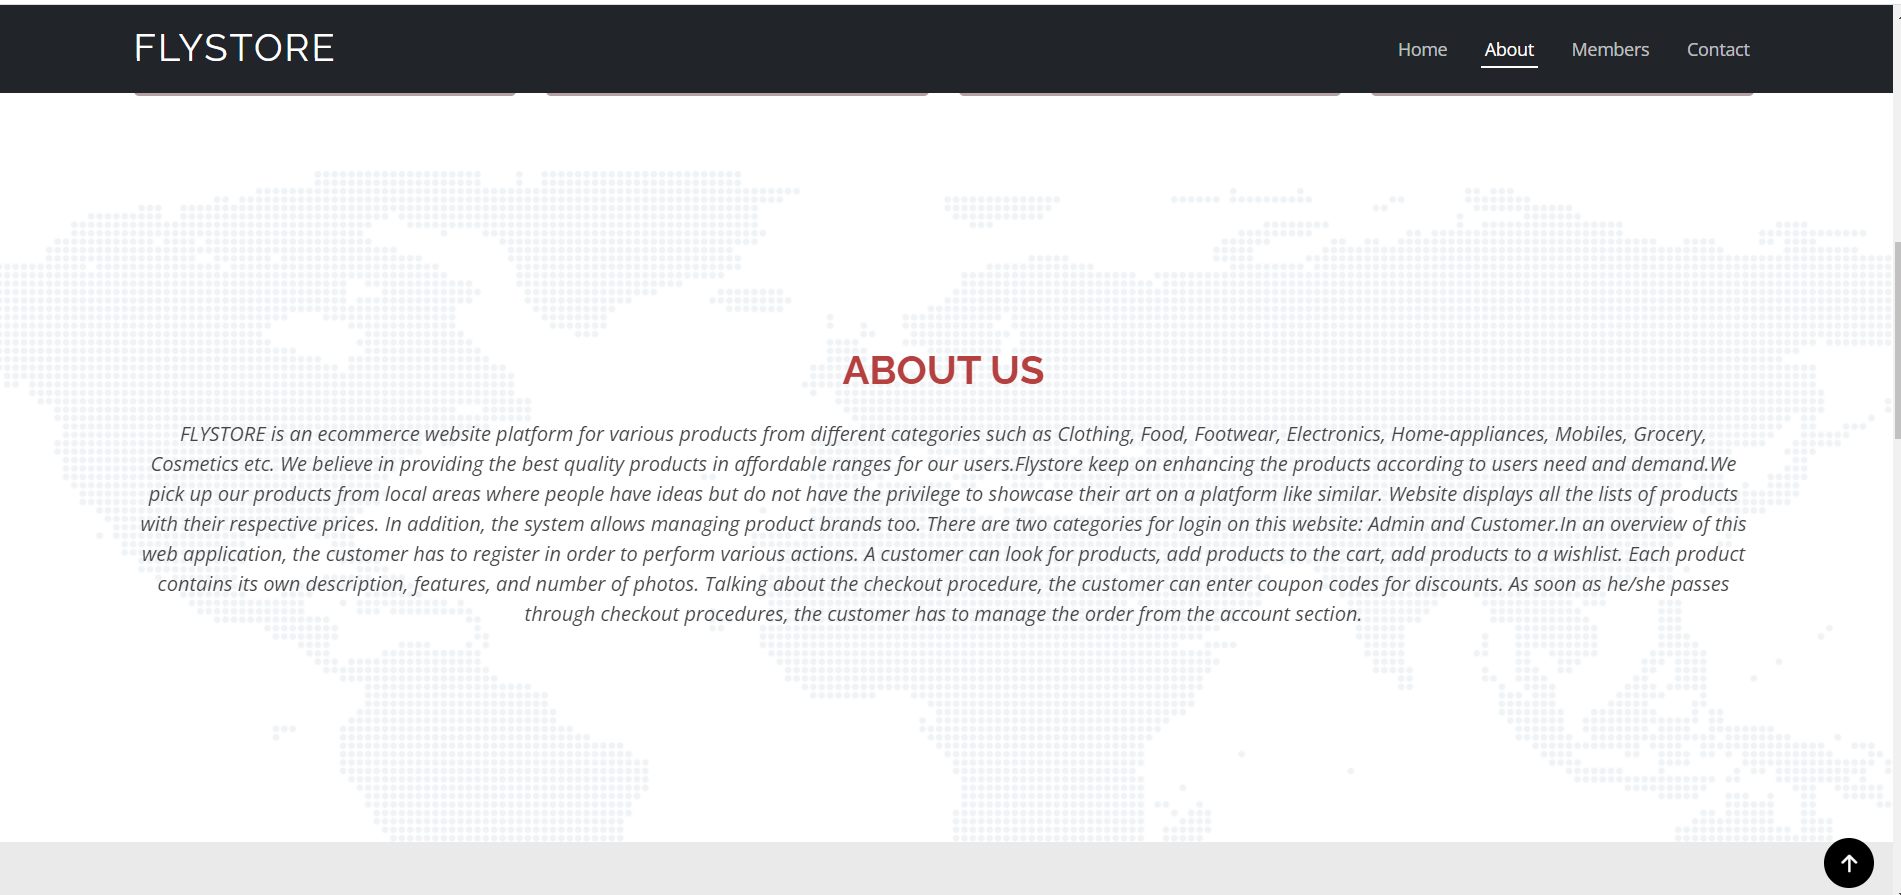 FLYSTORE
Home About Members Contact
ABOUT US
FLYSTORE is an ecommerce website platform for various products from different categories such as Clothing, Food, Footwear, Electronics, Home-appliances, Mobiles, Grocery,
Cosmetics etc. We believe in providing the best quality products in affordable ranges for our users.Flystore keep on enhancing the products according to users need and demand.We
pick up our products from local areas where people have ideas but do not have the privilege to showcase their art on a platform like similar. Website displays all the lists of products
with their respective prices. In addition, the system allows managing product brands too. There are two categories for login on this website: Admin and Customer.In an overview of this
web application, the customer has to register in order to perform various actions. A customer can look for products, add products to the cart, add products to a wishlist. Each product
contains its own description, features, and number of photos. Talking about the checkout procedure, the customer can enter coupon codes for discounts. As soon as he/she passes
through checkout procedures, the customer has to manage the order from the account section.